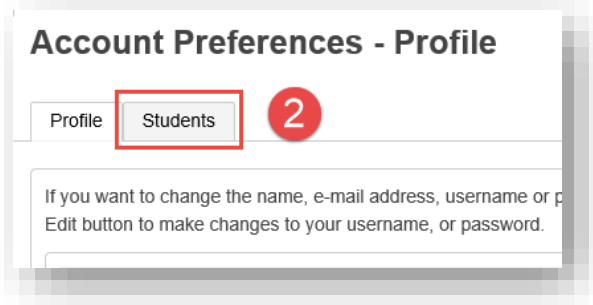 Account Preferences - Profile
Profile Students 2
If you want to change the name, e-mail address, username or
Edit button to make changes to your username, or password.